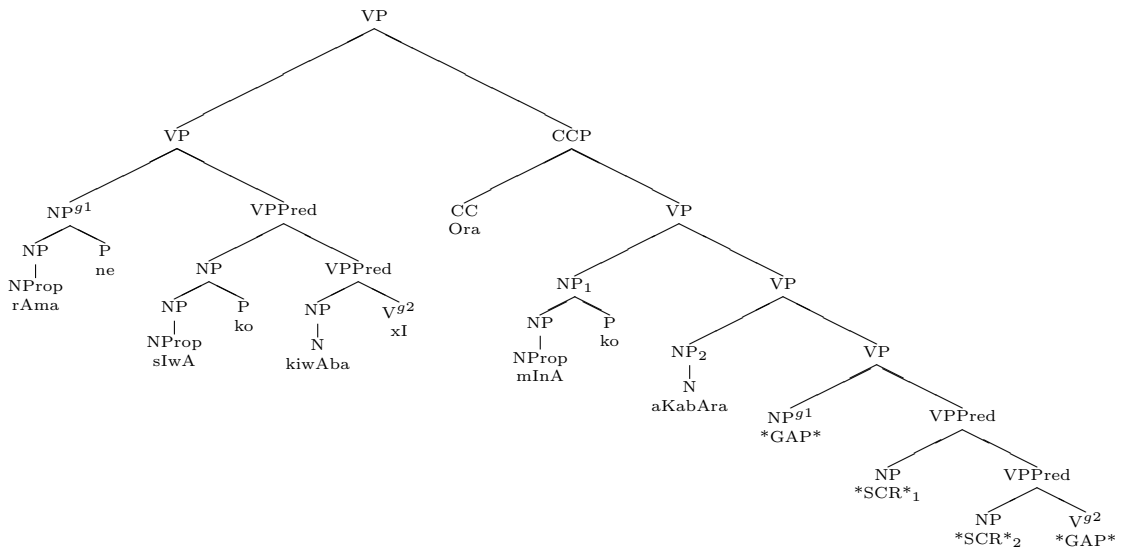 VP
VP CCP
NP^{g1} VPPred CC VP
Ora
NP P NP VPPred NP_1 VP
ne
NProp NP P NP V^{g2} NP P NP_2 VP
rAma ko xI ko
NProp N NProp N NP^{g1} VPPred
sIwA kiwAba mInA aKabAra *GAP*
NP VPPred
*SCR*_1
NP V^{g2}
*SCR*_2 *GAP*